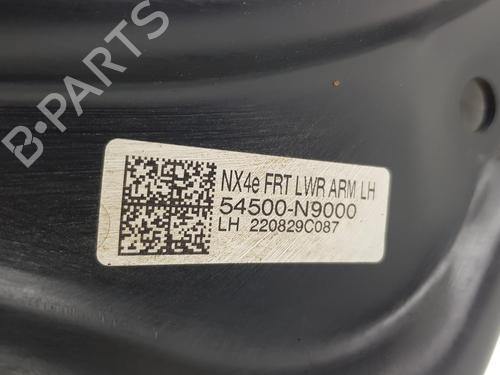 B-PARTS
NX4e FRT LWR ARM LH
54500-N9000
LH 220829C087